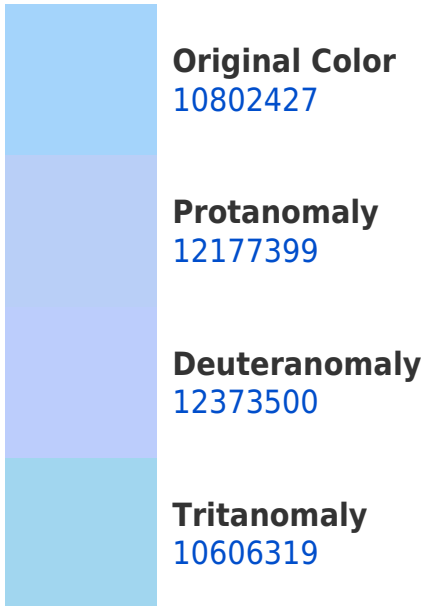 Original Color
10802427
Protanomaly
12177399
Deuteranomaly
12373500
Tritanomaly
10606319